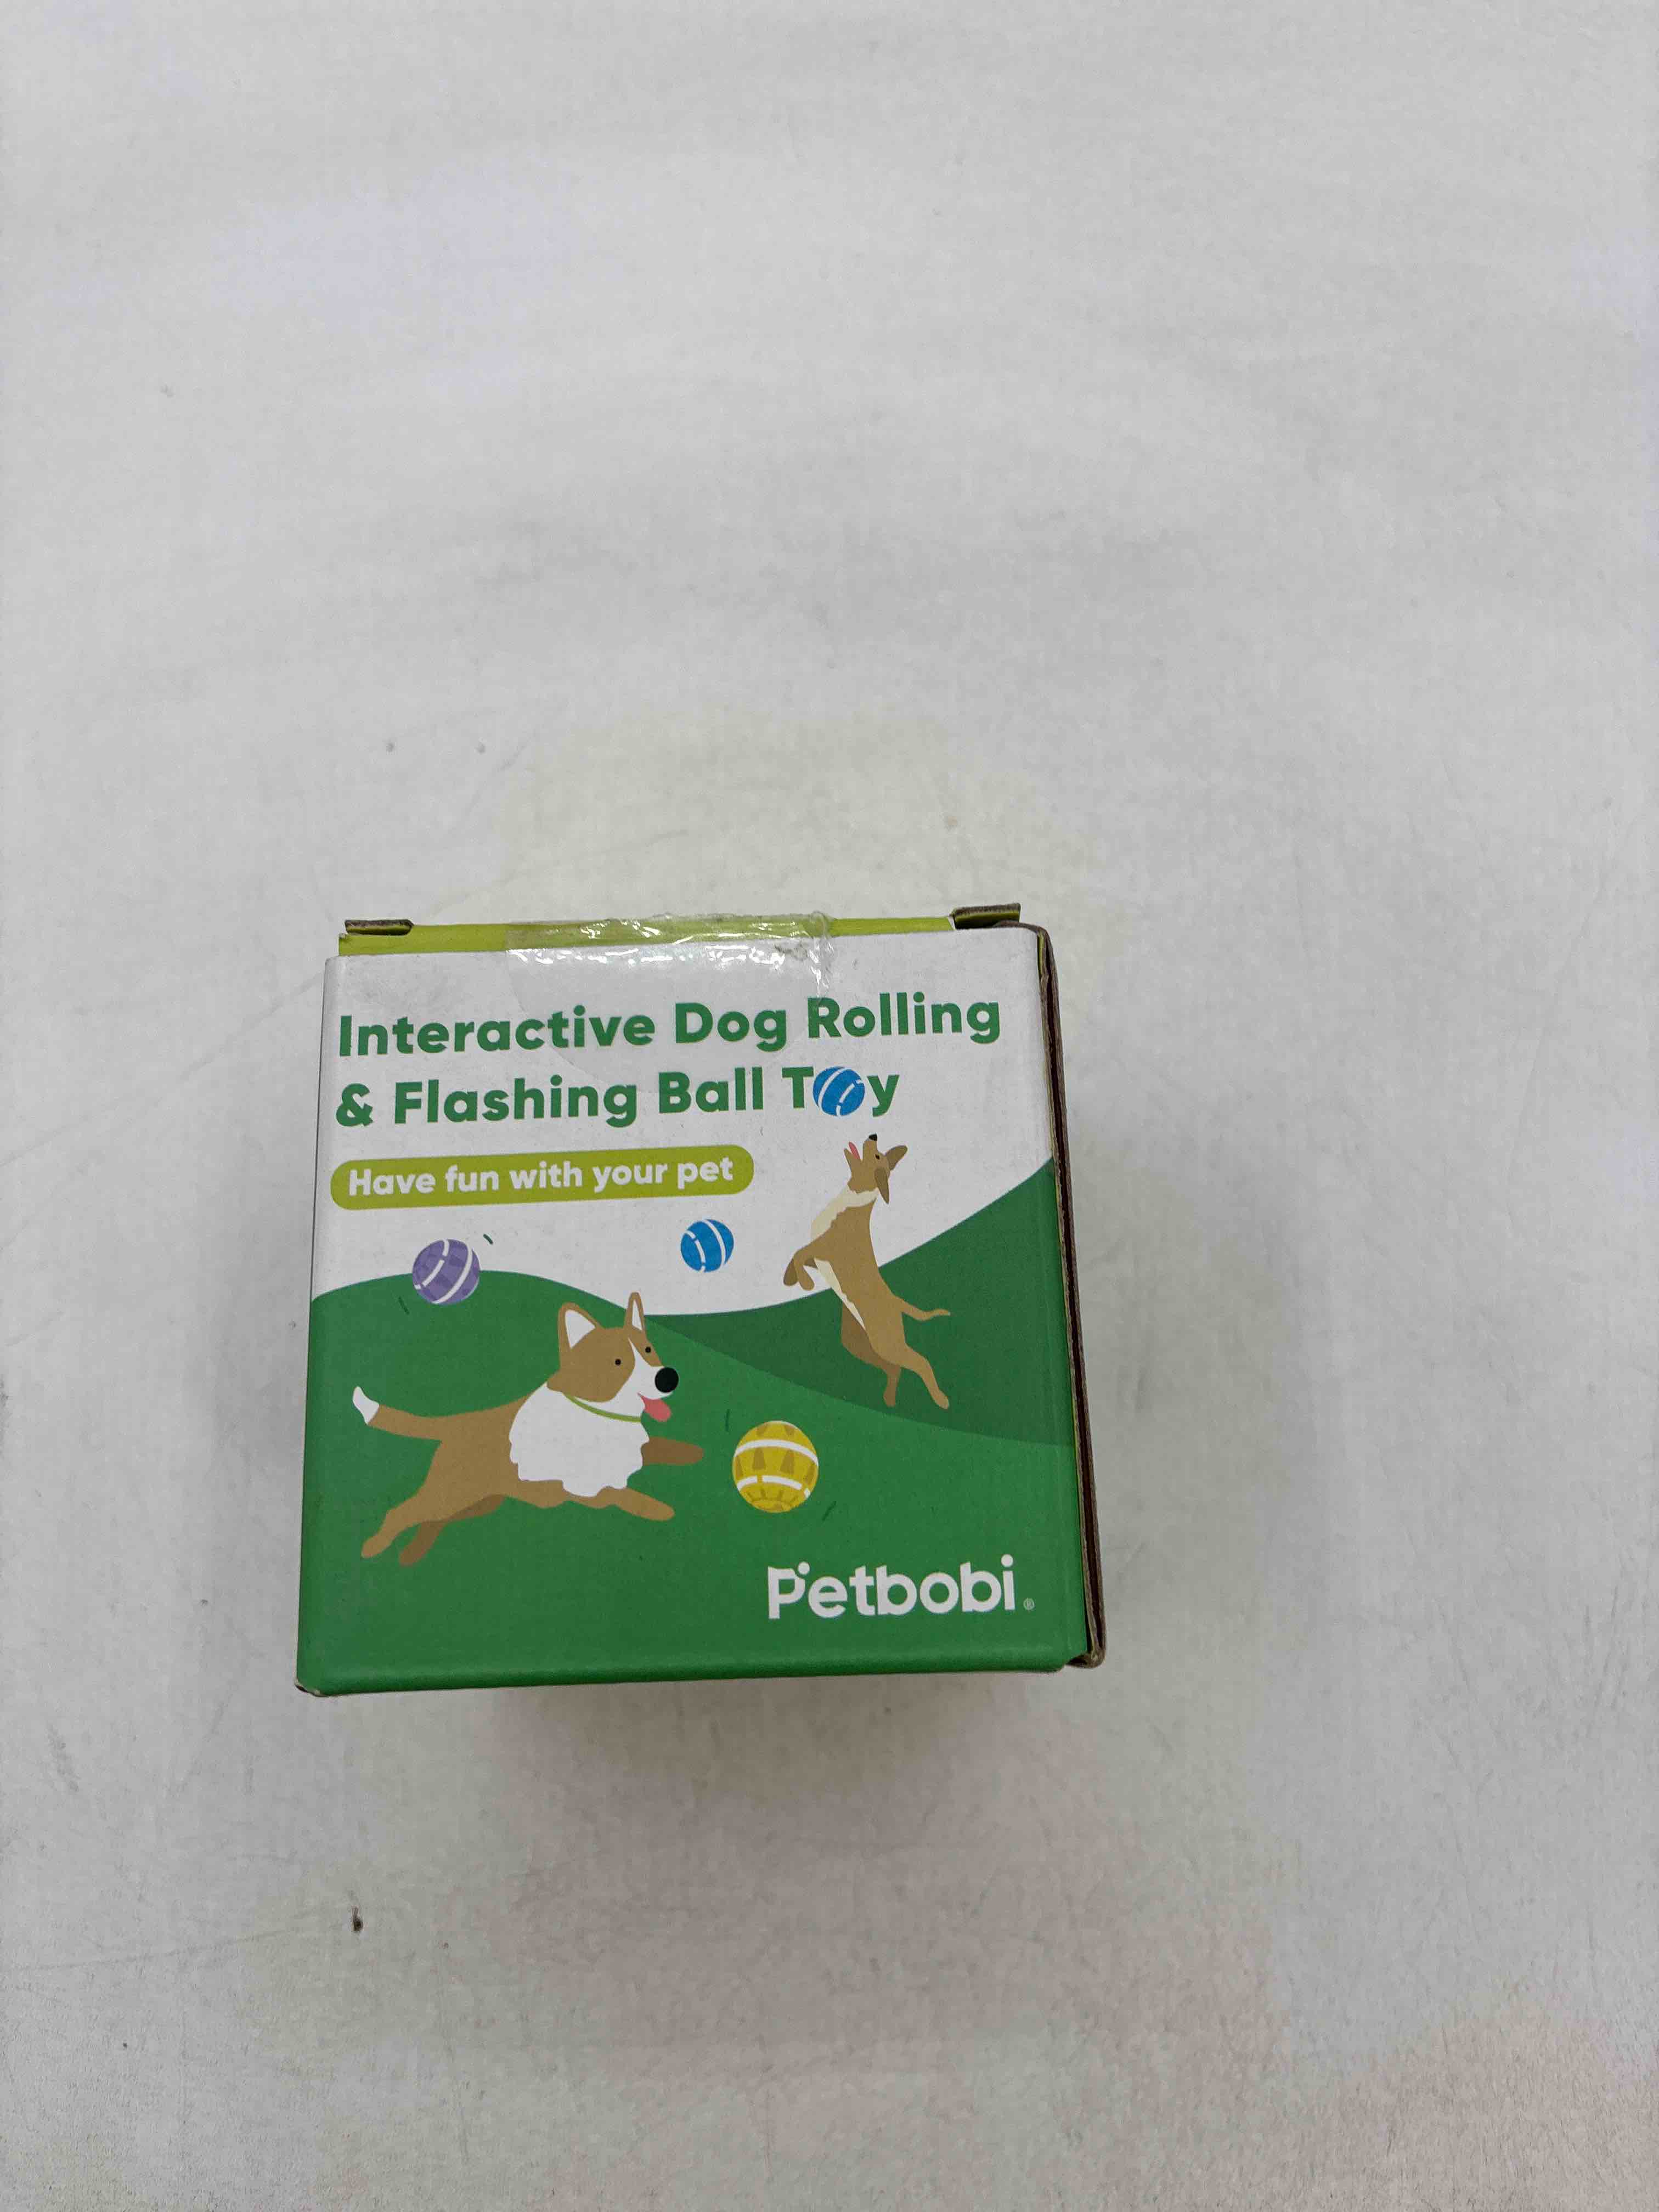 Interactive Dog Rolling
& Flashing Ball Toy
Have fun with your pet
Petbobi®